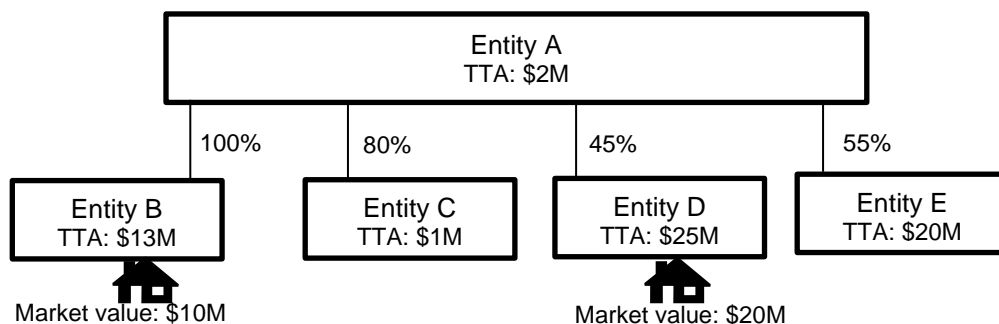 Entity A
TTA: $2M
100%
80%
45%
55%
Entity B
TTA: $13M
Entity C
TTA: $1M
Entity D
TTA: $25M
Entity E
TTA: $20M
Market value: $10M
Market value: $20M